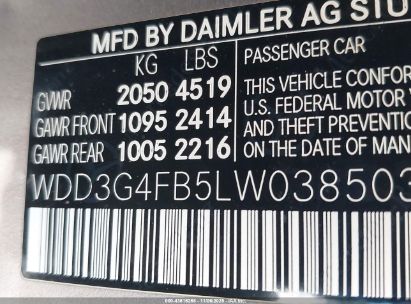 MFD BY DAIMLER AG STU
KG LBS
GVWR 2050 4519
GAWR FRONT 1095 2414
GAWR REAR 1005 2216
PASSENGER CAR
THIS VEHICLE CONFOR
U.S. FEDERAL MOTOR
AND THEFT PREVENTIO
ON THE DATE OF MAN
WDD3G4FB5LW038503